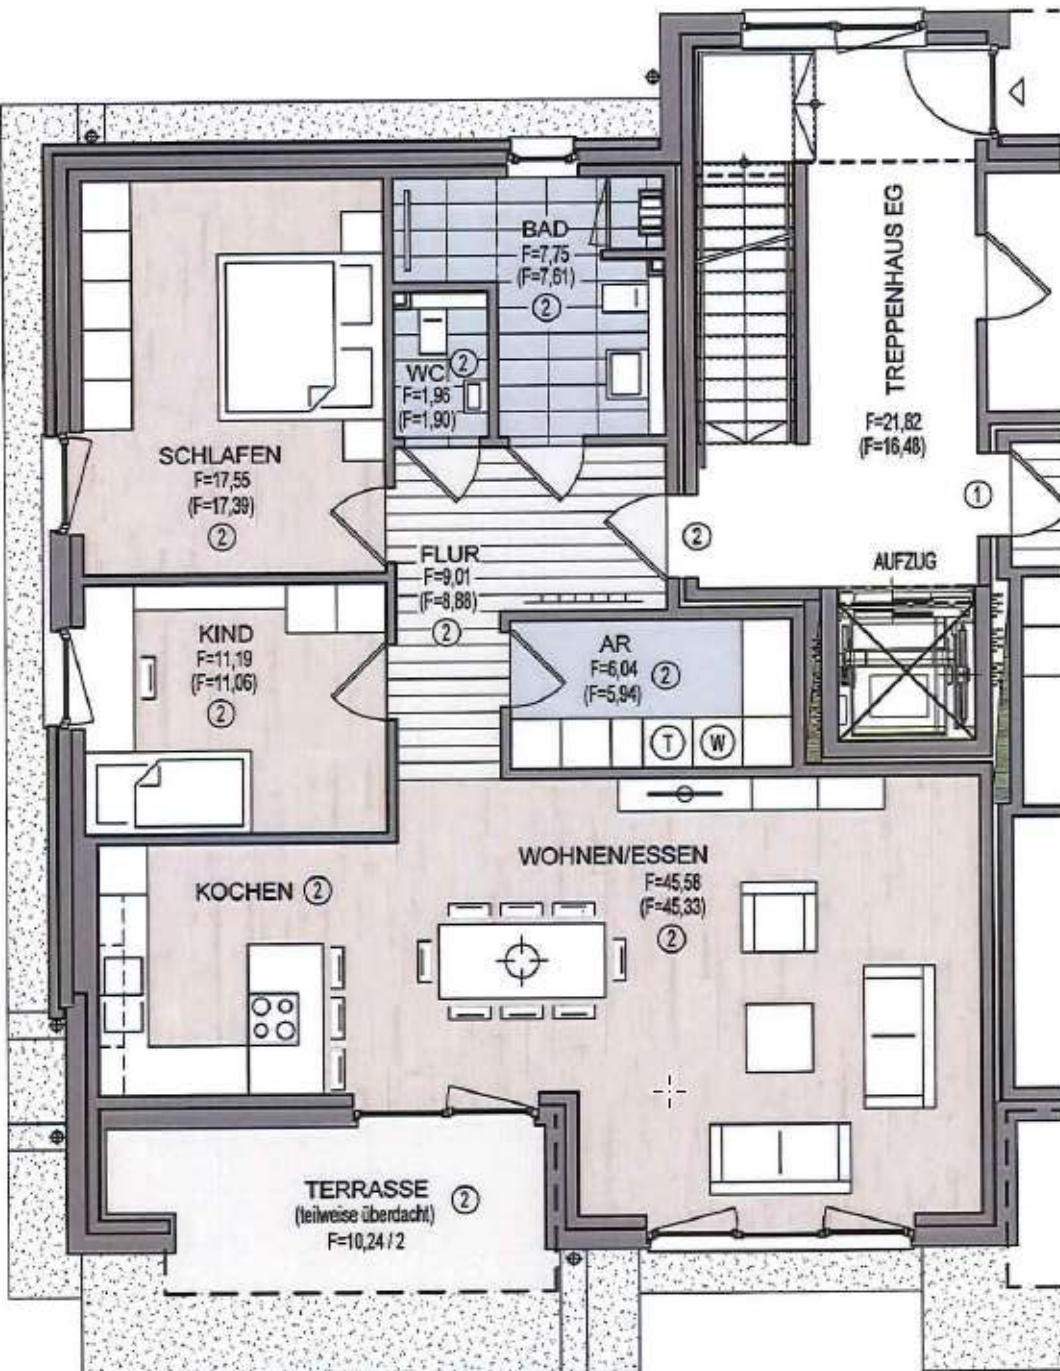 BAD
F=7,75
(F=7,61)
2
TREPPENHAUS EG
F=21,82
(F=16,48)
1
2
AUFZUG
WC 2
F=1,96
(F=1,90)
SCHLAFEN
F=17,55
(F=17,39)
2
FLUR
F=9,01
(F=8,88)
2
KIND
F=11,19
(F=11,06)
2
AR
F=6,04
(F=5,94)
2
T W
WOHNEN/ESSEN
F=45,58
(F=45,33)
2
KOCHEN 2
TERRASSE
(teilweise überdacht)
F=10,24 / 2
2